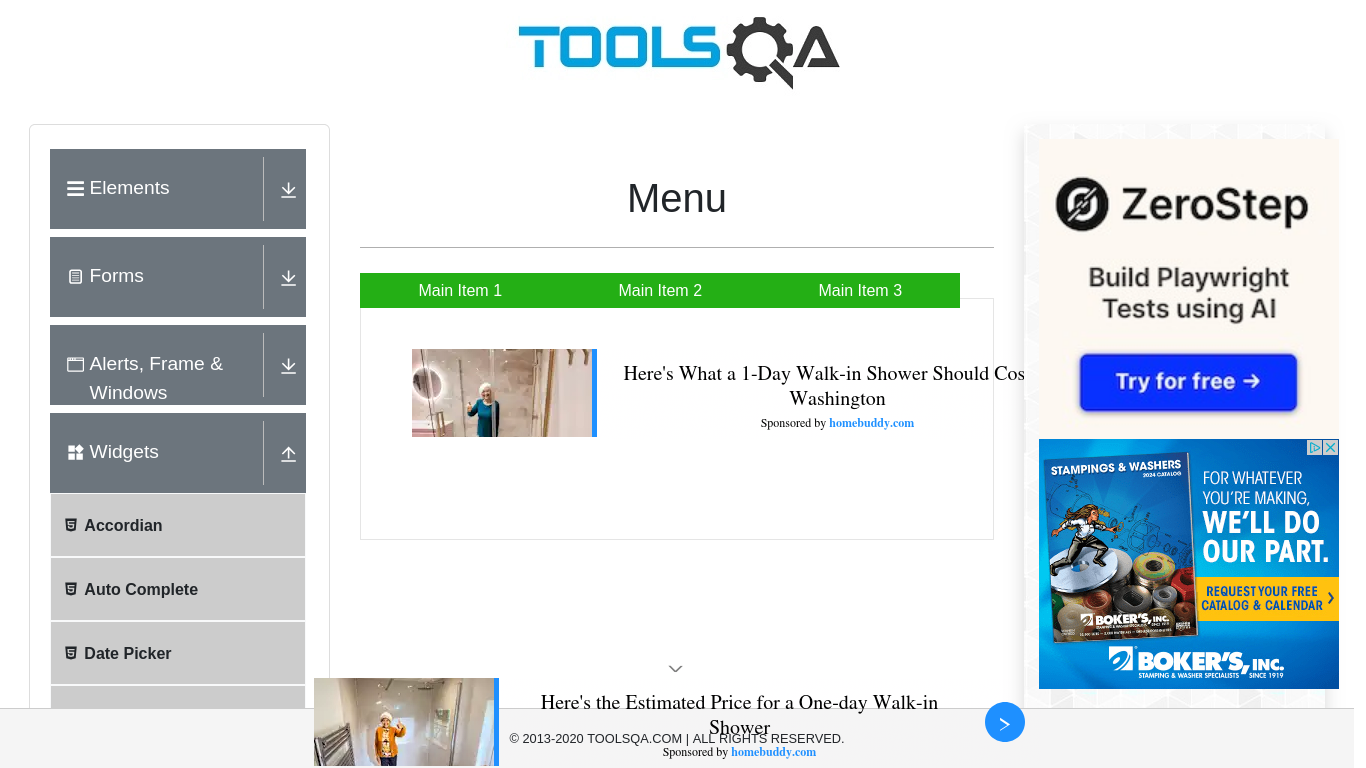 TOOLSQA
Elements
Forms
Alerts, Frame &
Windows
Widgets
Accordian
Auto Complete
Date Picker
Menu
Main Item 1
Main Item 2
Main Item 3
Here's What a 1-Day Walk-in Shower Should Cos
Washington
Sponsored by homebuddy.com
ZeroStep
Build Playwright
Tests using AI
Try for free →
STAMPINGS & WASHERS
2024 CATALOG
FOR WHATEVER
YOU'RE MAKING,
WE'LL DO
OUR PART.
REQUEST YOUR FREE
CATALOG & CALENDAR
BOKER'S, INC.
BOKER'S, INC.
STAMPING & WASHER SPECIALISTS SINCE 1919
Here's the Estimated Price for a One-day Walk-in
Shower
Sponsored by homebuddy.com
© 2013-2020 TOOLSQA.COM | ALL RIGHTS RESERVED.